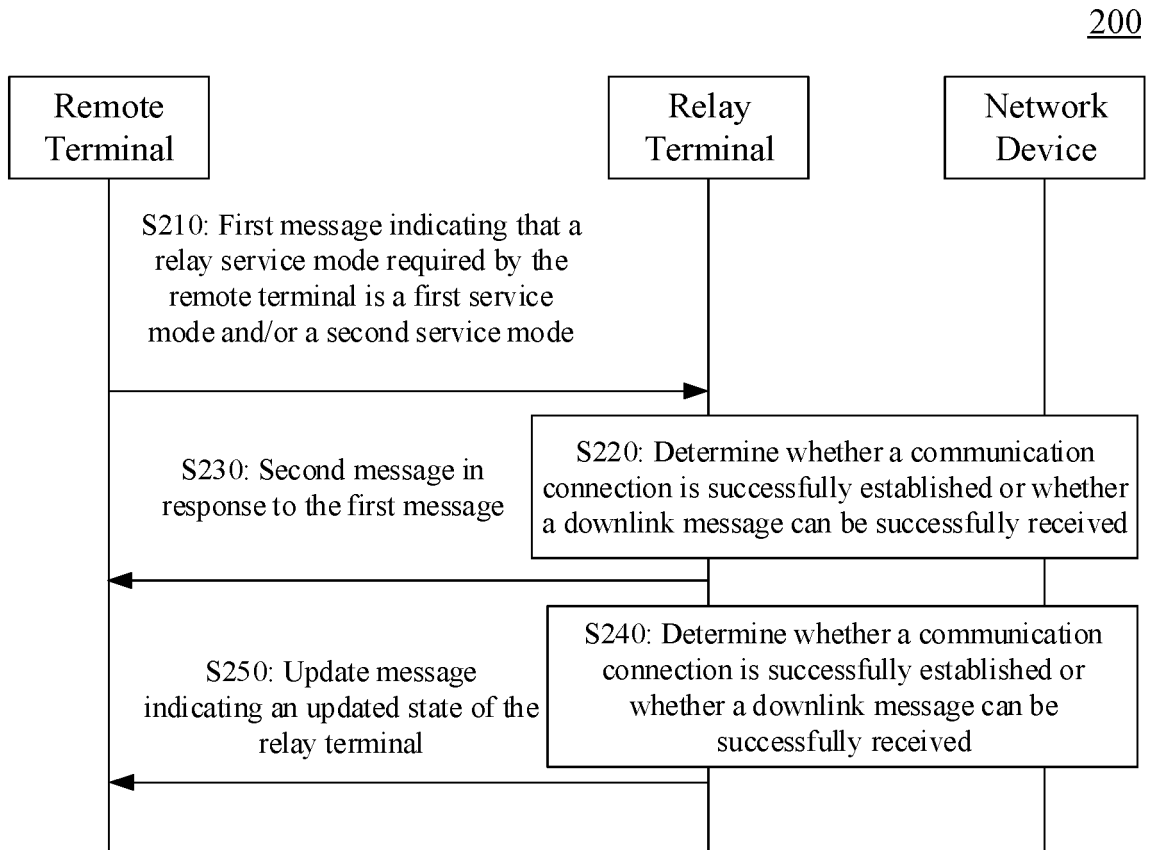 200
Remote
Terminal
Relay
Terminal
Network
Device
S210: First message indicating that a
relay service mode required by the
remote terminal is a first service
mode and/or a second service mode
S220: Determine whether a communication
connection is successfully established or whether
a downlink message can be successfully received
S230: Second message in
response to the first message
S240: Determine whether a communication
connection is successfully established or
whether a downlink message can be
successfully received
S250: Update message
indicating an updated state of the
relay terminal